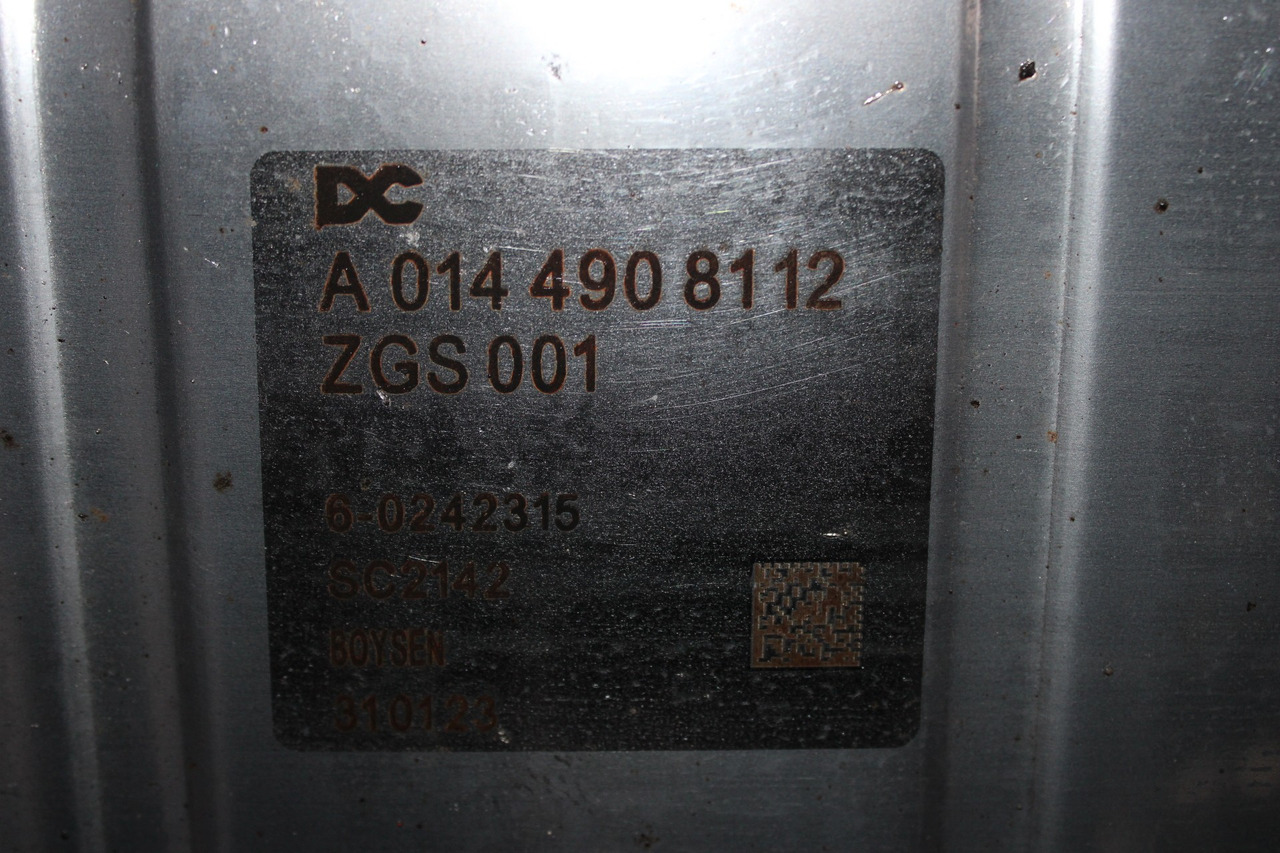 DC
A 014 490 8112
ZGS 001
6-0242315
SC2142
BOYSEN
310123